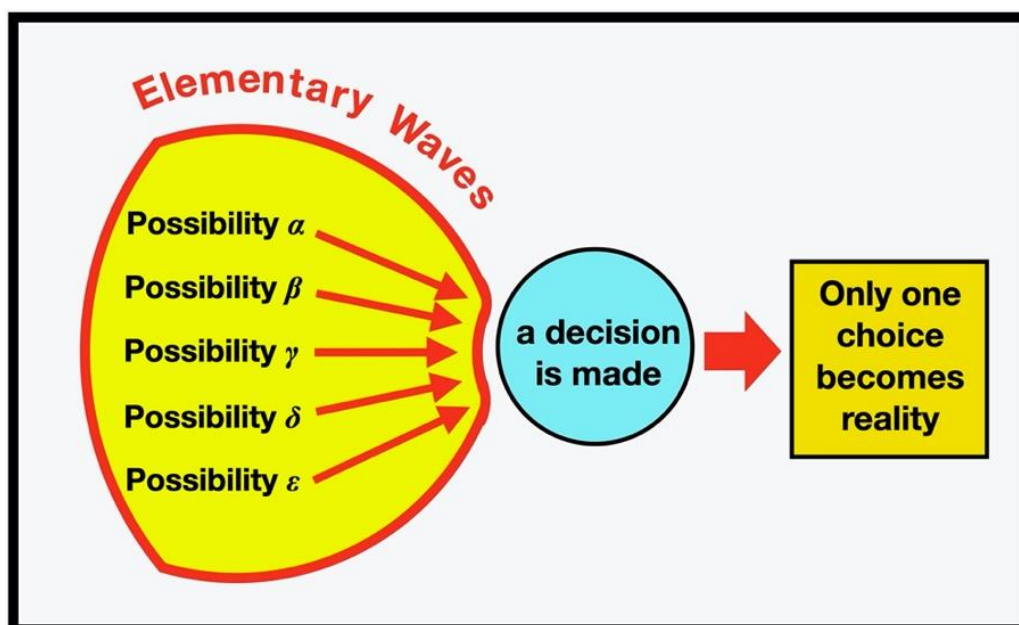 Elementary Waves
Possibility α
Possibility β
Possibility γ
Possibility δ
Possibility ε
a decision
is made
Only one
choice
becomes
reality